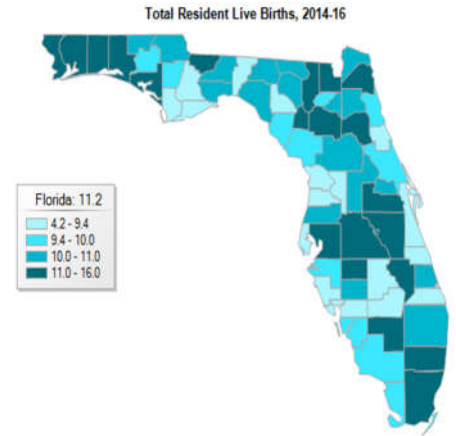 Total Resident Live Births, 2014-16
Florida: 11.2
4.2 - 9.4
9.4 - 10.0
10.0 - 11.0
11.0 - 16.0